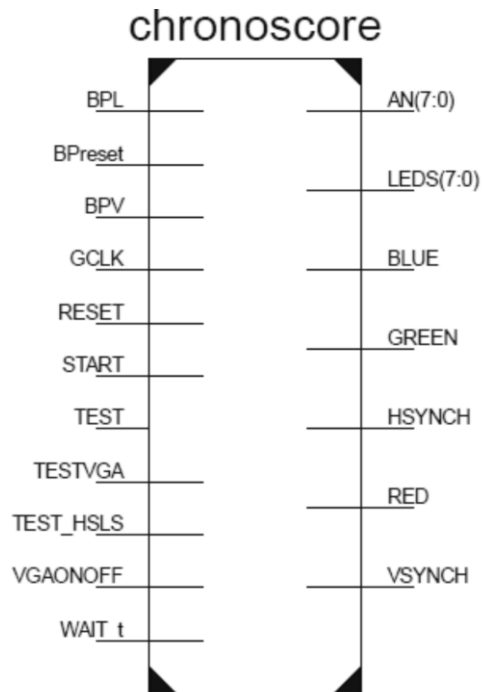 chronoscore
BPL
BPreset
BPV
GCLK
RESET
START
TEST
TESTVGA
TEST_HSLS
VGAONOFF
WAIT_t
AN(7:0)
LEDS(7:0)
BLUE
GREEN
HSYNCH
RED
VSYNCH